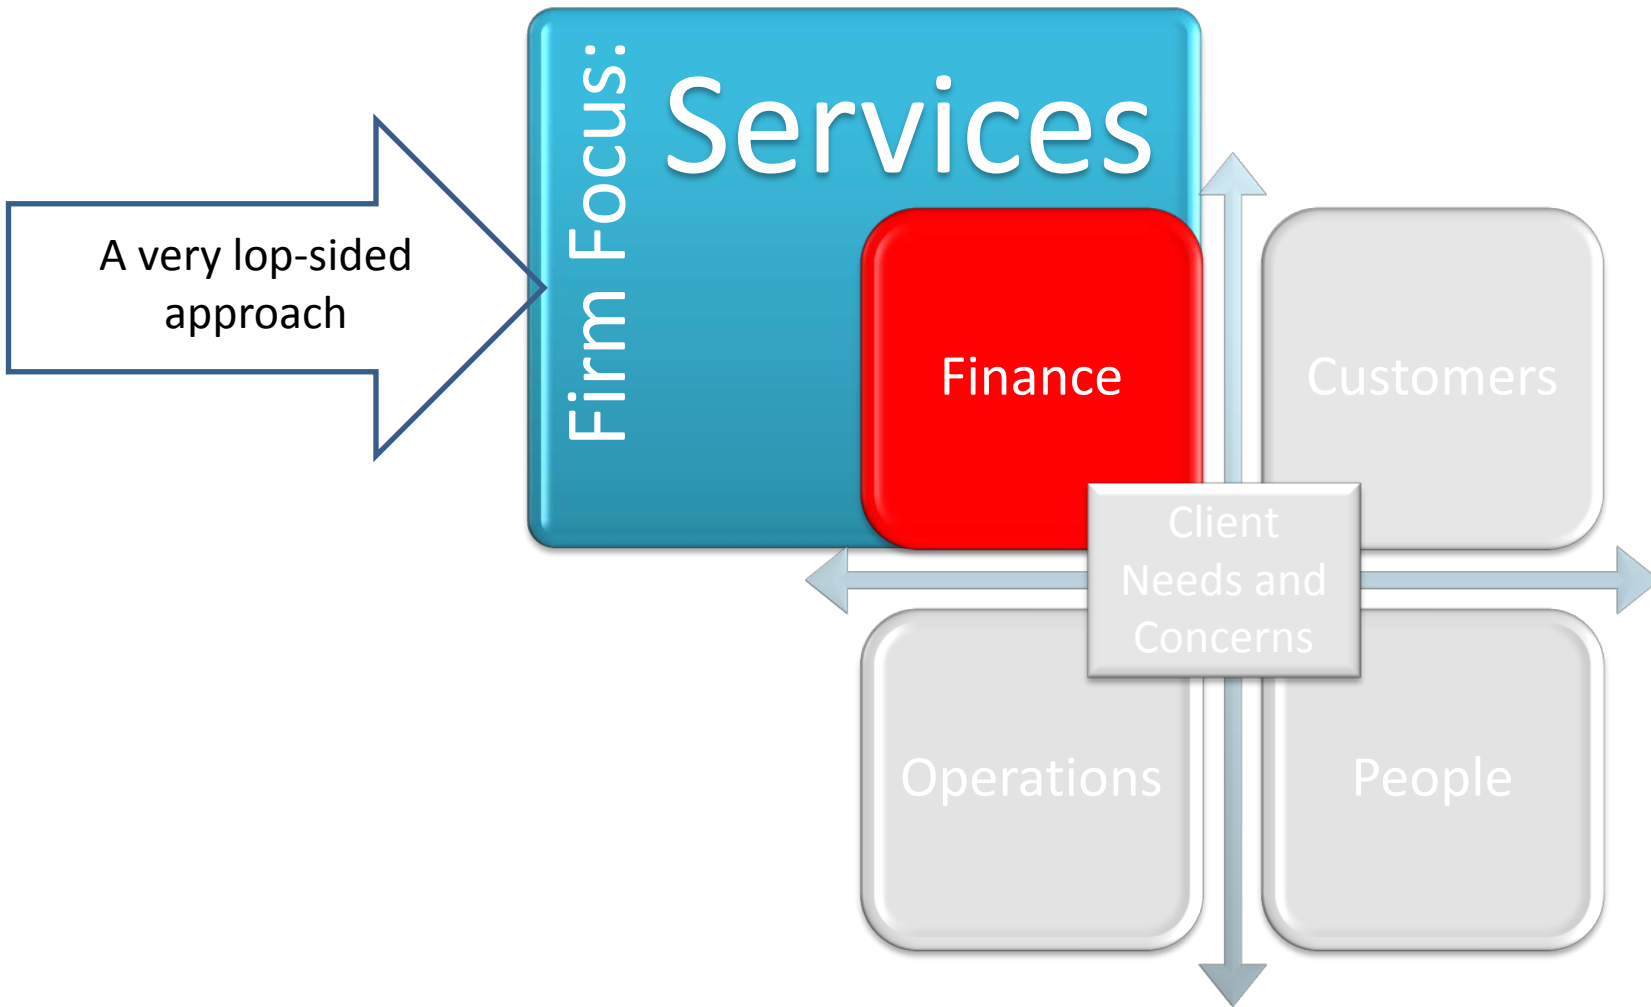 Firm Focus:
Services
A very lop-sided
approach
Finance
Customers
Client
Needs and
Concerns
Operations
People